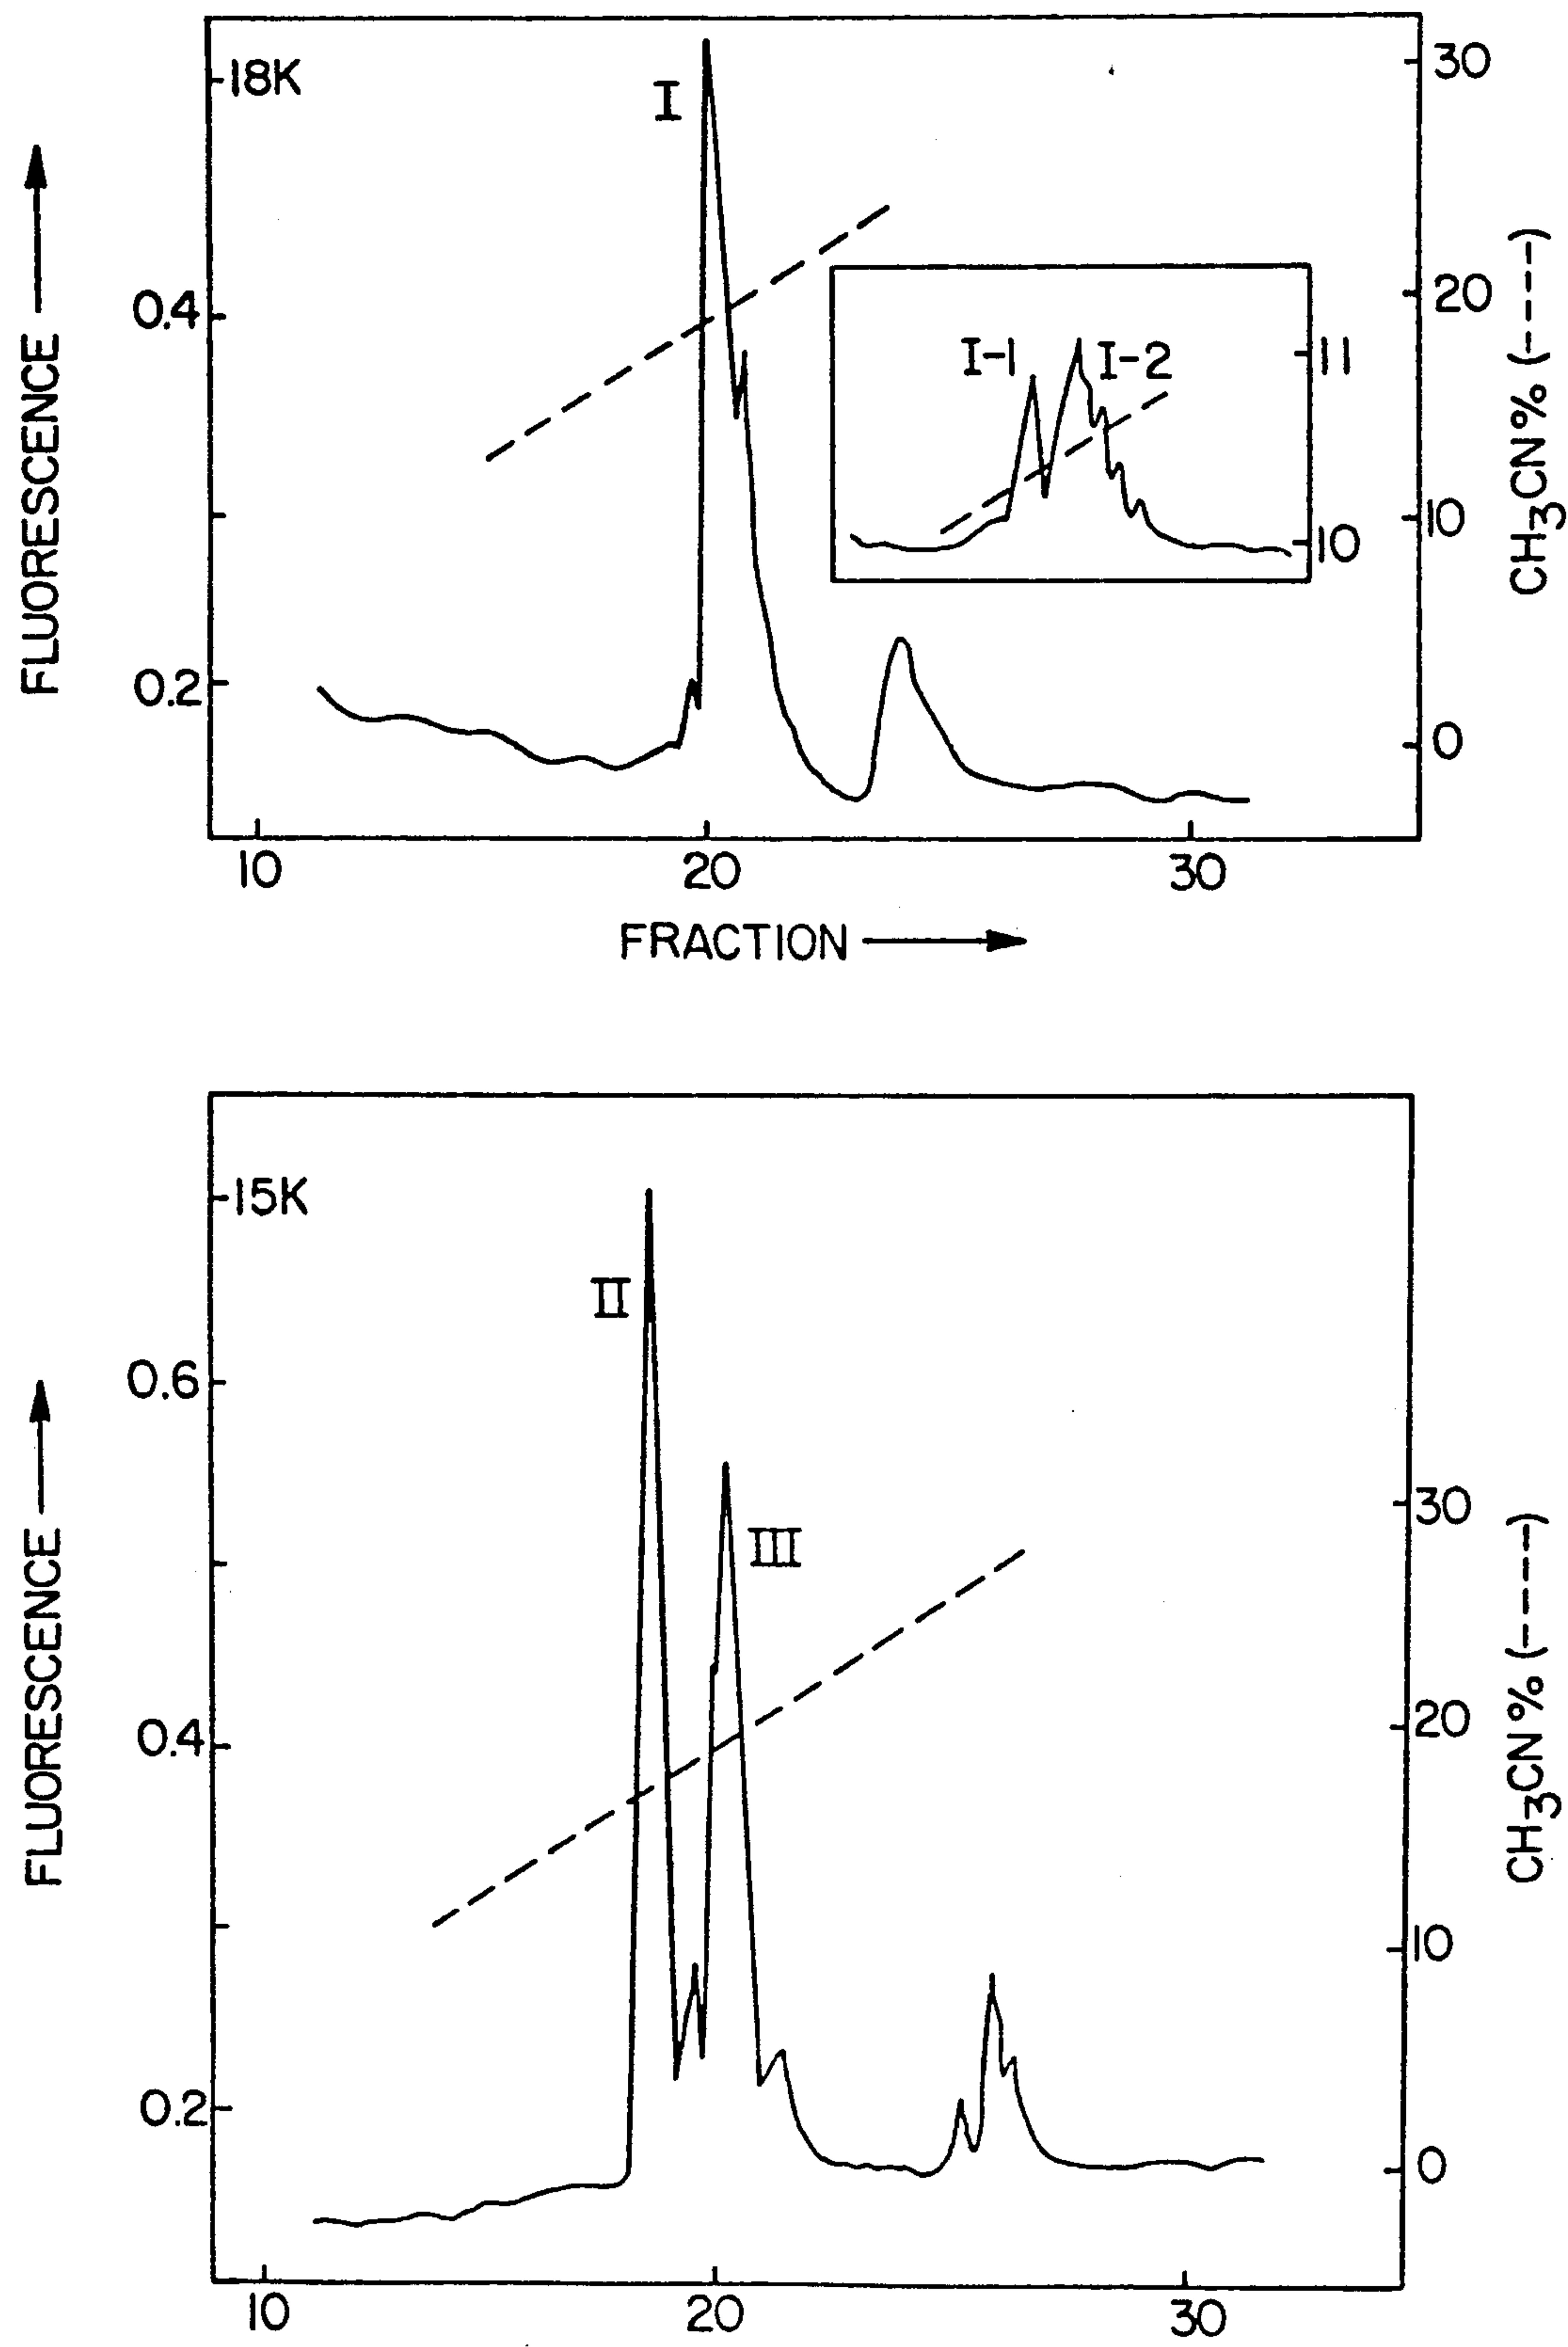 18K
I
30
FLUORESCENCE
0.4
20
I-1
I-2
11
10
10
CH3CN% (---)
0.2
0
10
20
30
FRACTION
15K
II
0.6
III
30
FLUORESCENCE
0.4
20
10
CH3CN% (----)
0.2
0
10
20
30